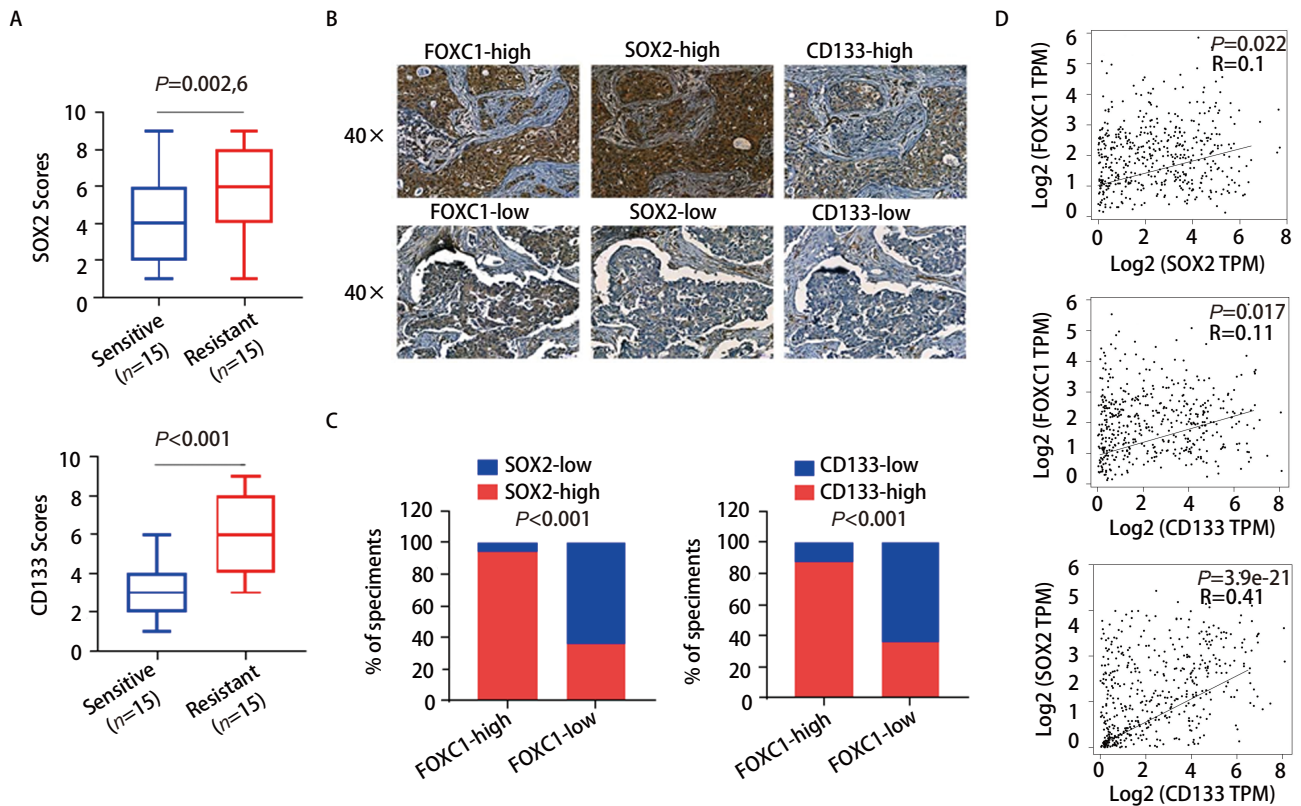 A
P=0.002,6
10
8
6
4
2
0
SOX2 Scores
Sensitive
(n=15)
Resistant
(n=15)
P<0.001
10
8
6
4
2
0
CD133 Scores
Sensitive
(n=15)
Resistant
(n=15)
B
FOXC1-high
SOX2-high
CD133-high
40×
FOXC1-low
SOX2-low
CD133-low
40×
C
SOX2-low
SOX2-high
P<0.001
120
100
80
60
40
20
0
% of speciments
FOXC1-high
FOXC1-low
CD133-low
CD133-high
P<0.001
120
100
80
60
40
20
0
% of speciments
FOXC1-high
FOXC1-low
D
P=0.022
R=0.1
6
5
4
3
2
1
0
Log2 (FOXC1 TPM)
0 2 4 6 8
Log2 (SOX2 TPM)
P=0.017
R=0.11
6
5
4
3
2
1
0
Log2 (FOXC1 TPM)
0 2 4 6 8
Log2 (CD133 TPM)
P=3.9e-21
R=0.41
6
5
4
3
2
1
0
Log2 (SOX2 TPM)
0 2 4 6 8
Log2 (CD133 TPM)